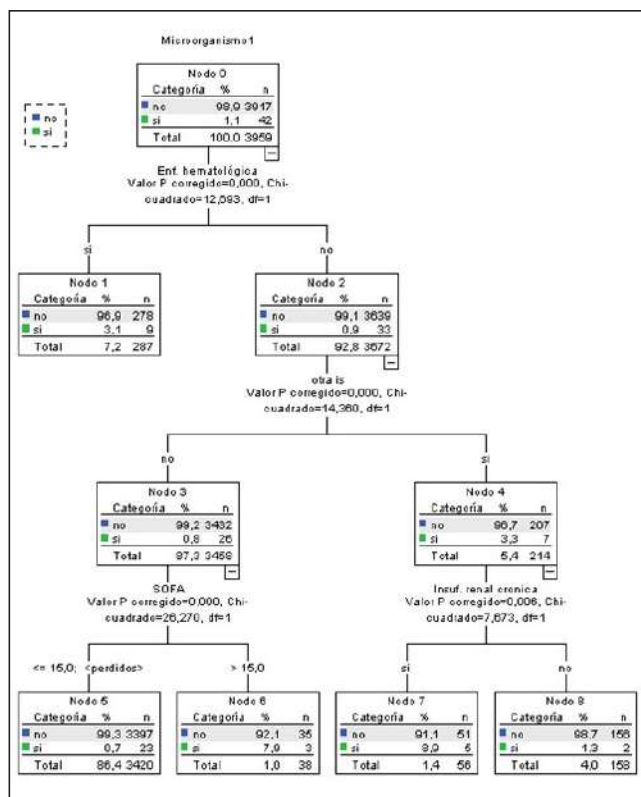 Microorganismo1
no
si
Nodo 0
Categoría % n
no 98,9 3917
si 1,1 42
Total 100,0 3959
Enf. hematológica
Valor P corregido=0,000, Chi-
cuadrado=12,693, df=1
si
no
Nodo 1
Categoría % n
no 96,9 278
si 3,1 9
Total 7,2 287
Nodo 2
Categoría % n
no 99,1 3639
si 0,9 33
Total 92,8 3672
otra is
Valor P corregido=0,000, Chi-
cuadrado=14,360, df=1
no
si
Nodo 3
Categoría % n
no 99,2 3432
si 0,8 26
Total 87,3 3458
Nodo 4
Categoría % n
no 96,7 207
si 3,3 7
Total 5,4 214
SOFA
Valor P corregido=0,000, Chi-
cuadrado=26,270, df=1
Insuf. renal cronica
Valor P corregido=0,006, Chi-
cuadrado=7,673, df=1
<= 15,0; <perdidos>
> 15,0
si
no
Nodo 5
Categoría % n
no 99,3 3397
si 0,7 23
Total 86,4 3420
Nodo 6
Categoría % n
no 92,1 35
si 7,9 3
Total 1,0 38
Nodo 7
Categoría % n
no 91,1 51
si 8,9 5
Total 1,4 56
Nodo 8
Categoría % n
no 98,7 156
si 1,3 2
Total 4,0 158